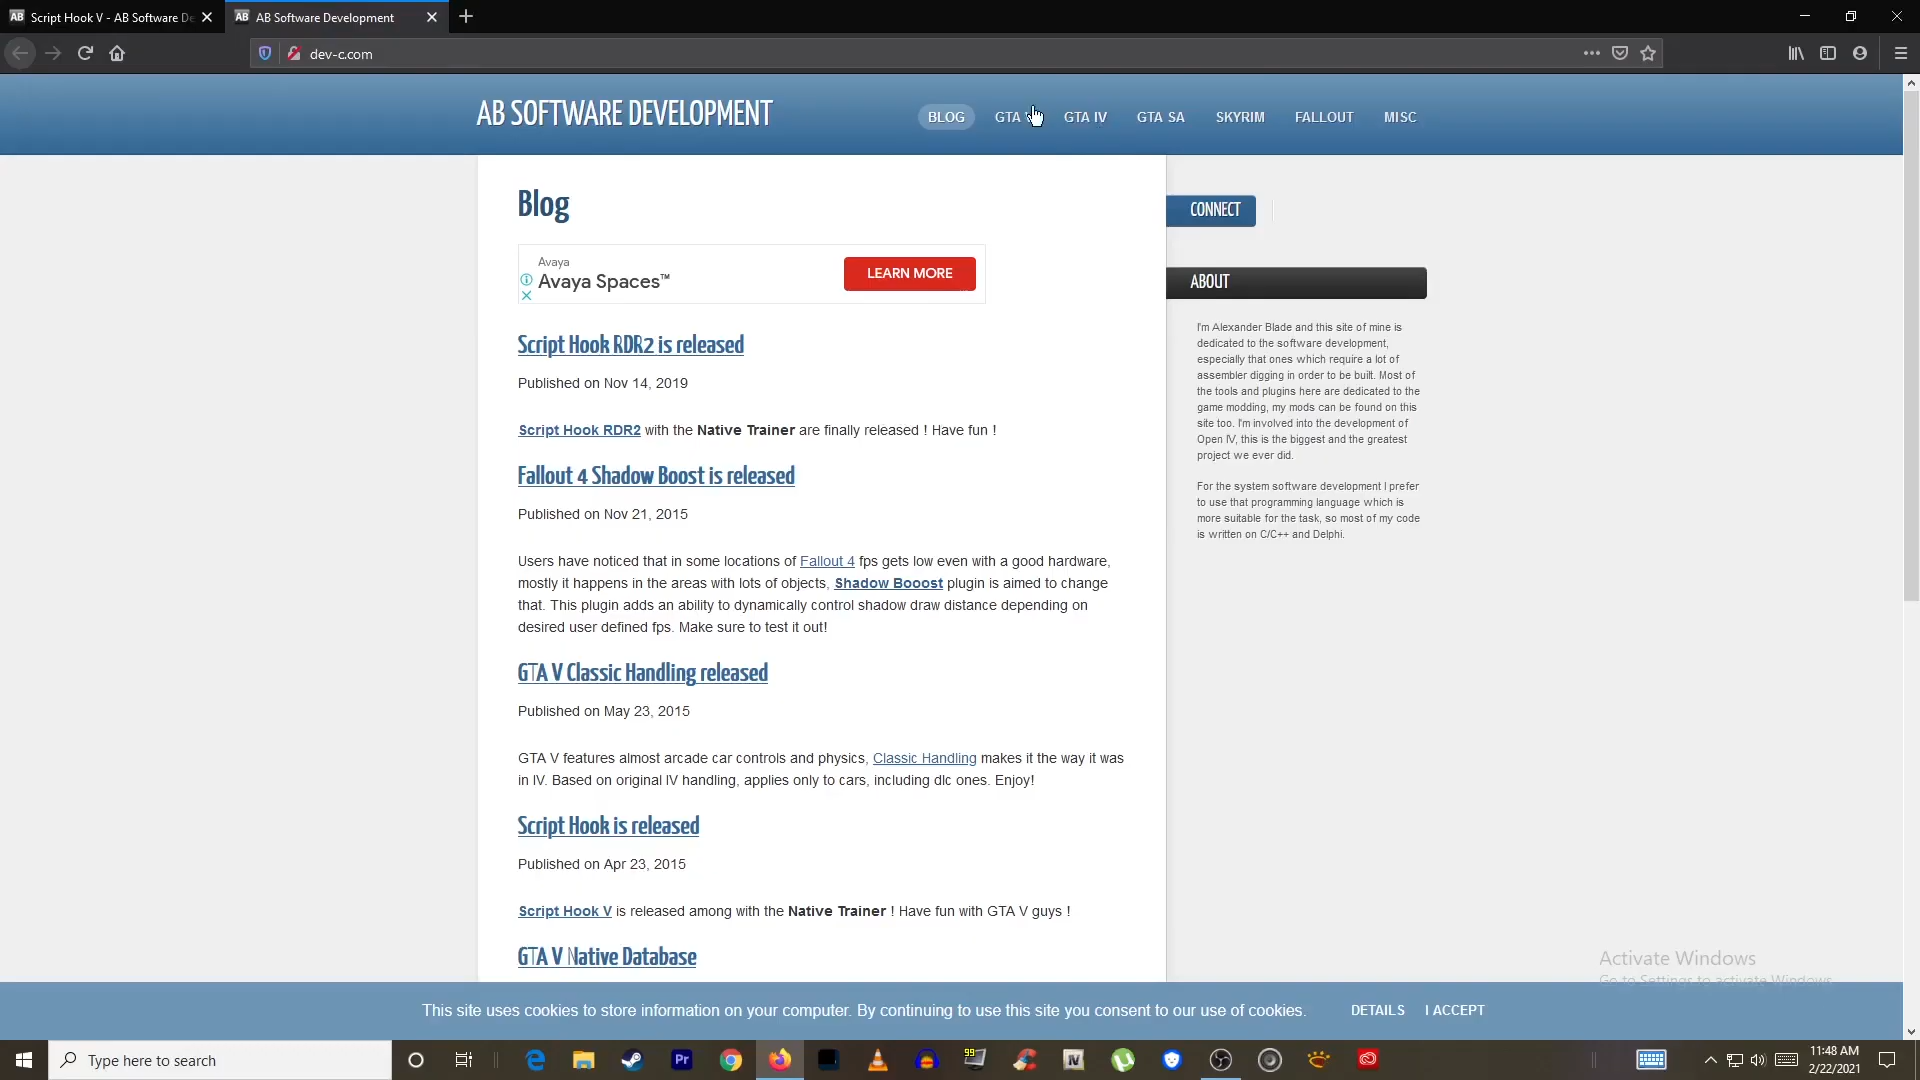 Script Hook V - AB Software De
AB Software Development
dev-c.com
AB SOFTWARE DEVELOPMENT
BLOG
GTA
GTA IV
GTA SA
SKYRIM
FALLOUT
MISC
Blog
Avaya
Avaya Spaces™
LEARN MORE
Script Hook RDR2 is released
Published on Nov 14, 2019
Script Hook RDR2 with the Native Trainer are finally released ! Have fun !
Fallout 4 Shadow Boost is released
Published on Nov 21, 2015
Users have noticed that in some locations of Fallout 4 fps gets low even with a good hardware,
mostly it happens in the areas with lots of objects, Shadow Booost plugin is aimed to change
that. This plugin adds an ability to dynamically control shadow draw distance depending on
desired user defined fps. Make sure to test it out!
GTA V Classic Handling released
Published on May 23, 2015
GTA V features almost arcade car controls and physics, Classic Handling makes it the way it was
in IV. Based on original IV handling, applies only to cars, including dlc ones. Enjoy!
Script Hook is released
Published on Apr 23, 2015
Script Hook V is released among with the Native Trainer ! Have fun with GTA V guys !
GTA V Native Database
CONNECT
ABOUT
I'm Alexander Blade and this site of mine is
dedicated to the software development,
especially that ones which require a lot of
assembler digging in order to be built. Most of
the tools and plugins here are dedicated to the
game modding, my mods can be found on this
site too. I'm involved into the development of
Open IV, this is the biggest and the greatest
project we ever did.
For the system software development I prefer
to use that programming language which is
more suitable for the task, so most of my code
is written on C/C++ and Delphi.
Activate Windows
Go to Settings to activate Windows.
This site uses cookies to store information on your computer. By continuing to use this site you consent to our use of cookies.
DETAILS
I ACCEPT
Type here to search
11:48 AM
2/22/2021